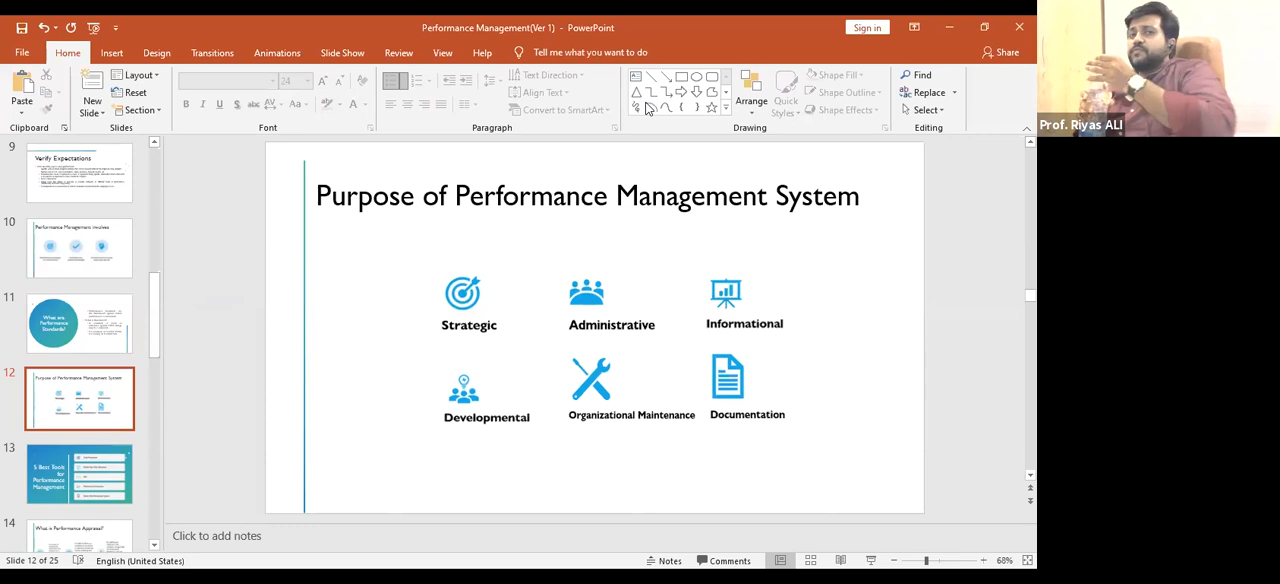 Performance Management(Ver 1) - PowerPoint
Sign in
File Home Insert Design Transitions Animations Slide Show Review View Help Tell me what you want to do Share
Paste
New Slide
Layout
Reset
Section
24
Text Direction
Align Text
Convert to SmartArt
Arrange
Quick Styles
Shape Fill
Shape Outline
Shape Effects
Find
Replace
Select
Clipboard Slides Font Paragraph Drawing Editing
Prof. Riyas ALI
9
Verify Expectations
10
Performance Management involves
11
What are Performance Standards?
12
Purpose of Performance Management System
13
5 Best Tools for Performance Management
14
What is Performance Appraisal?
Purpose of Performance Management System
Strategic Administrative Informational
Developmental Organizational Maintenance Documentation
Click to add notes
Slide 12 of 25 English (United States) Notes Comments 68%